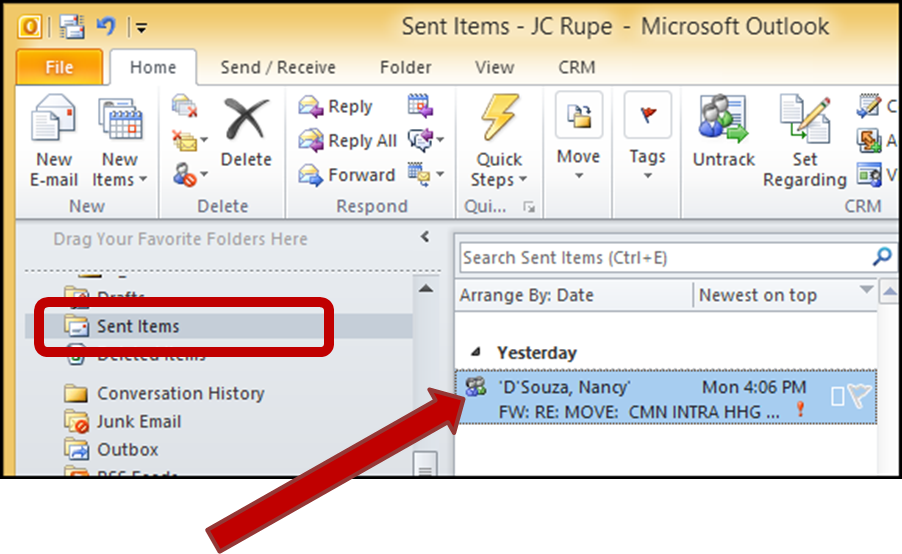 Sent Items - JC Rupe - Microsoft Outlook
File Home Send / Receive Folder View CRM
New E-mail
New Items
Delete
Reply
Reply All
Forward
Quick Steps
Move
Tags
Untrack
Set Regarding
C
A
V
New Delete Respond Qui... CRM
Drag Your Favorite Folders Here
Drafts
Sent Items
Deleted Items
Conversation History
Junk Email
Outbox
RSS Feeds
Search Sent Items (Ctrl+E)
Arrange By: Date Newest on top
Yesterday
'D'Souza, Nancy' Mon 4:06 PM
FW: RE: MOVE: CMN INTRA HHG ...